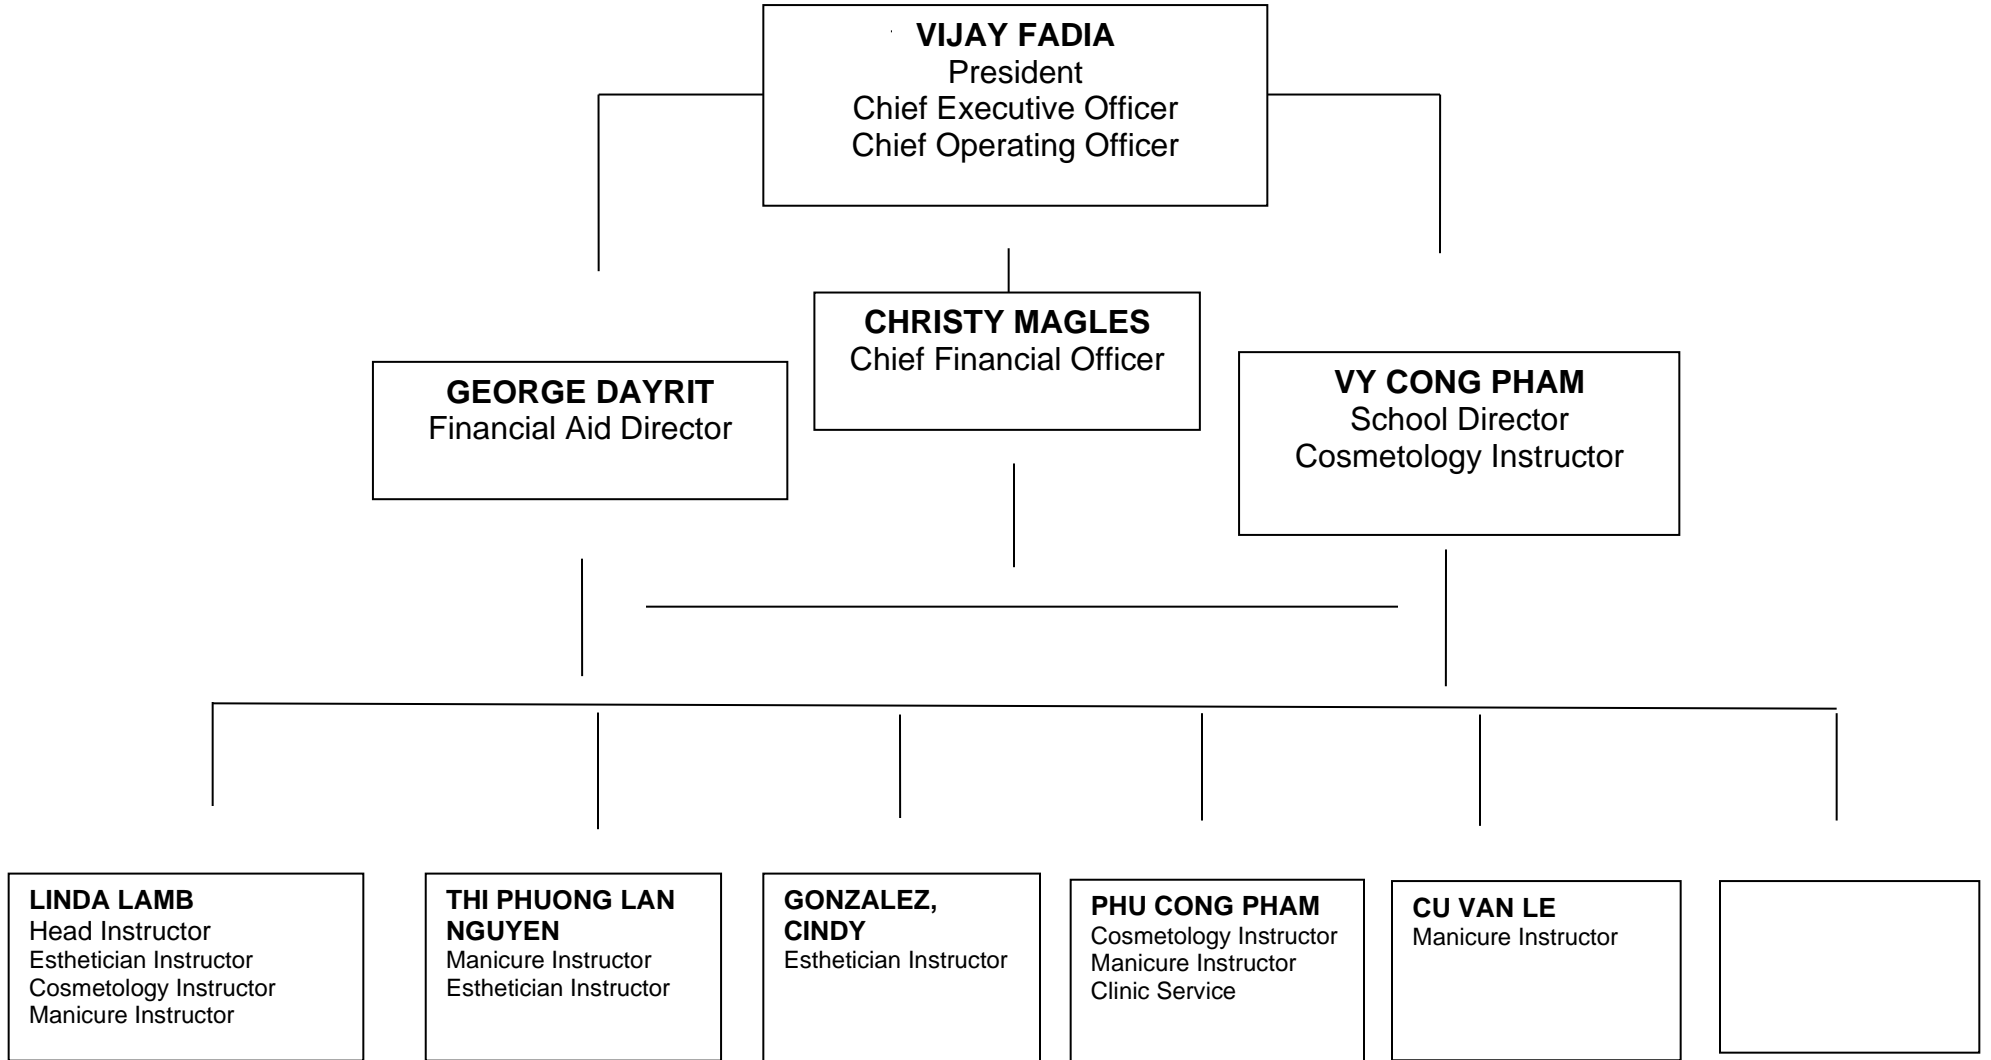 VIJAY FADIA
President
Chief Executive Officer
Chief Operating Officer
CHRISTY MAGLES
Chief Financial Officer
GEORGE DAYRIT
Financial Aid Director
VY CONG PHAM
School Director
Cosmetology Instructor
LINDA LAMB
Head Instructor
Esthetician Instructor
Cosmetology Instructor
Manicure Instructor
THI PHUONG LAN
NGUYEN
Manicure Instructor
Esthetician Instructor
GONZALEZ,
CINDY
Esthetician Instructor
PHU CONG PHAM
Cosmetology Instructor
Manicure Instructor
Clinic Service
CU VAN LE
Manicure Instructor